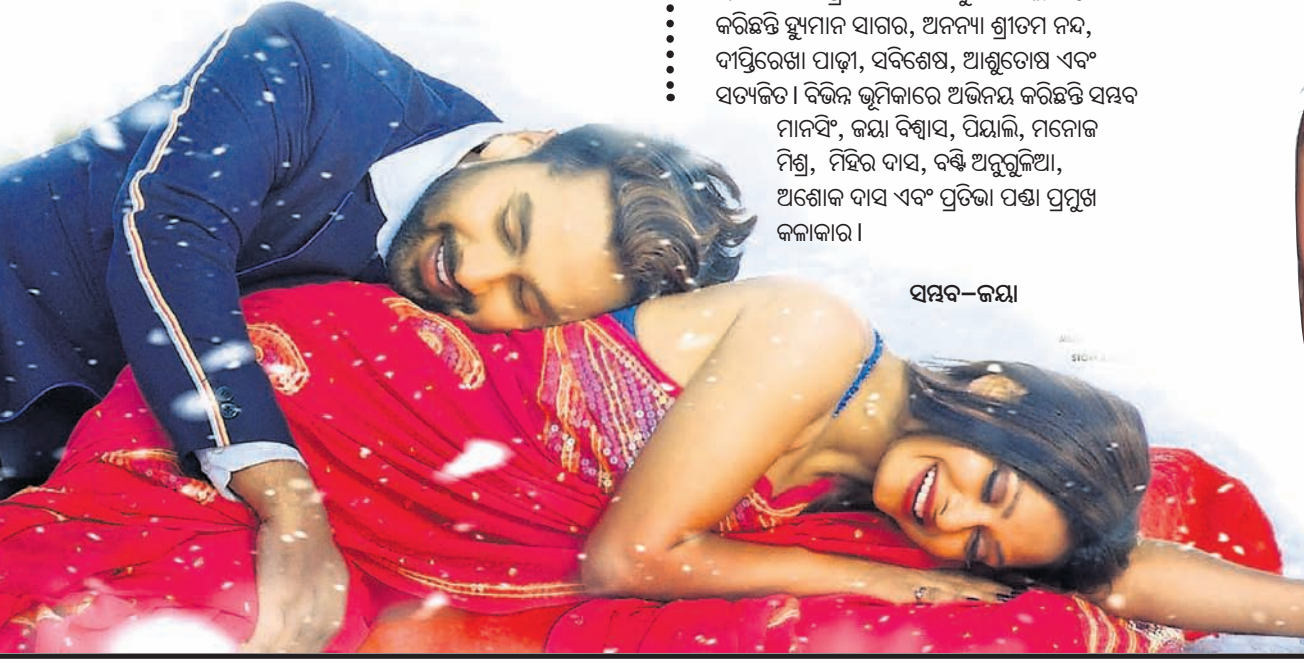 କରିଛନ୍ତି ହ୍ୟୁମାନ ସାଗର, ଅନନ୍ୟା ଶ୍ରୀତମ ନନ୍ଦ,
ଦୀପ୍ତିରେଖା ପାଢ଼ୀ, ସବିଶେଷ, ଆଶୁତୋଷ ଏବଂ
ସତ୍ୟଜିତ। ବିଭିନ୍ନ ଭୂମିକାରେ ଅଭିନୟ କରିଛନ୍ତି ସମ୍ଭବ
ମାନସିଂ, ଜୟା ବିଶ୍ୱାସ, ପିୟାଲି, ମନୋଜ
ମିଶ୍ର, ମିହିର ଦାସ, ବଣ୍ଟି ଅନୁଗୁଳିଆ,
ଅଶୋକ ଦାସ ଏବଂ ପ୍ରତିଭା ପଣ୍ଡା ପ୍ରମୁଖ
କଳାକାର।
ସମ୍ଭବ–ଜୟା